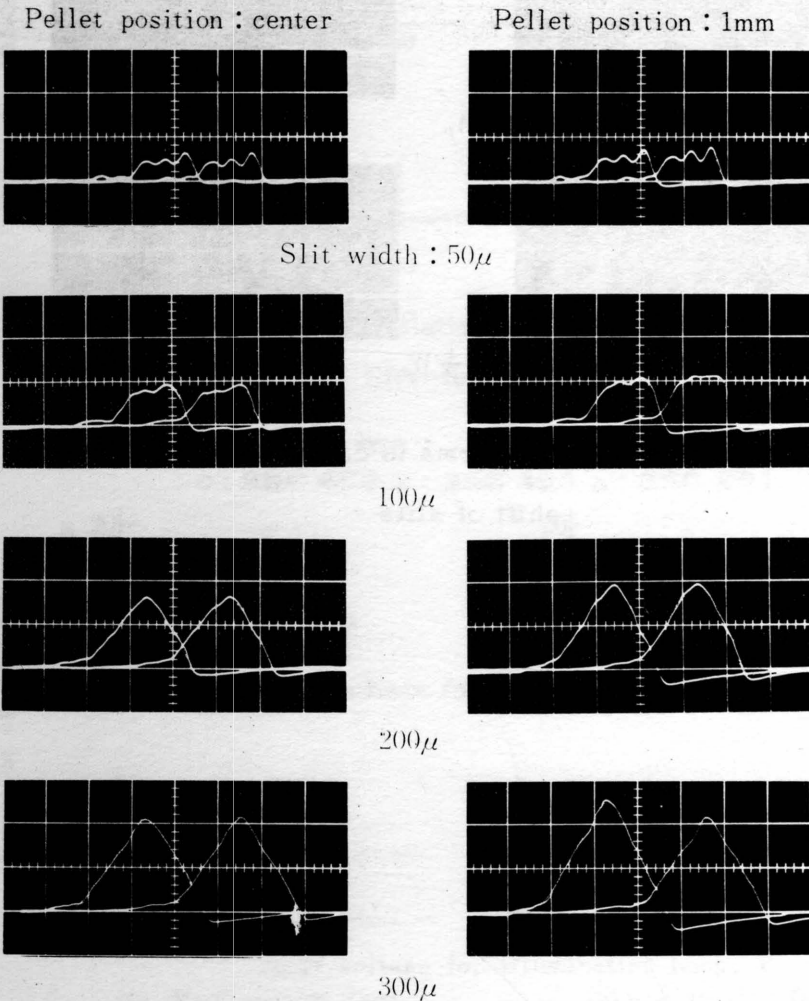 Pellet position : center
Pellet position : 1mm
Slit width : 50μ
100μ
200μ
300μ